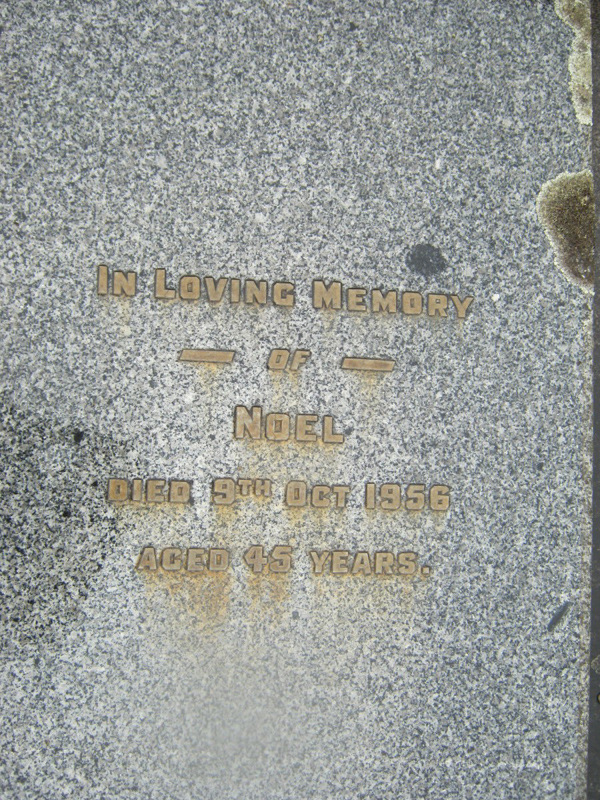 In Loving Memory
— OF —
Noel
Died 9th Oct 1956
Aged 45 years.